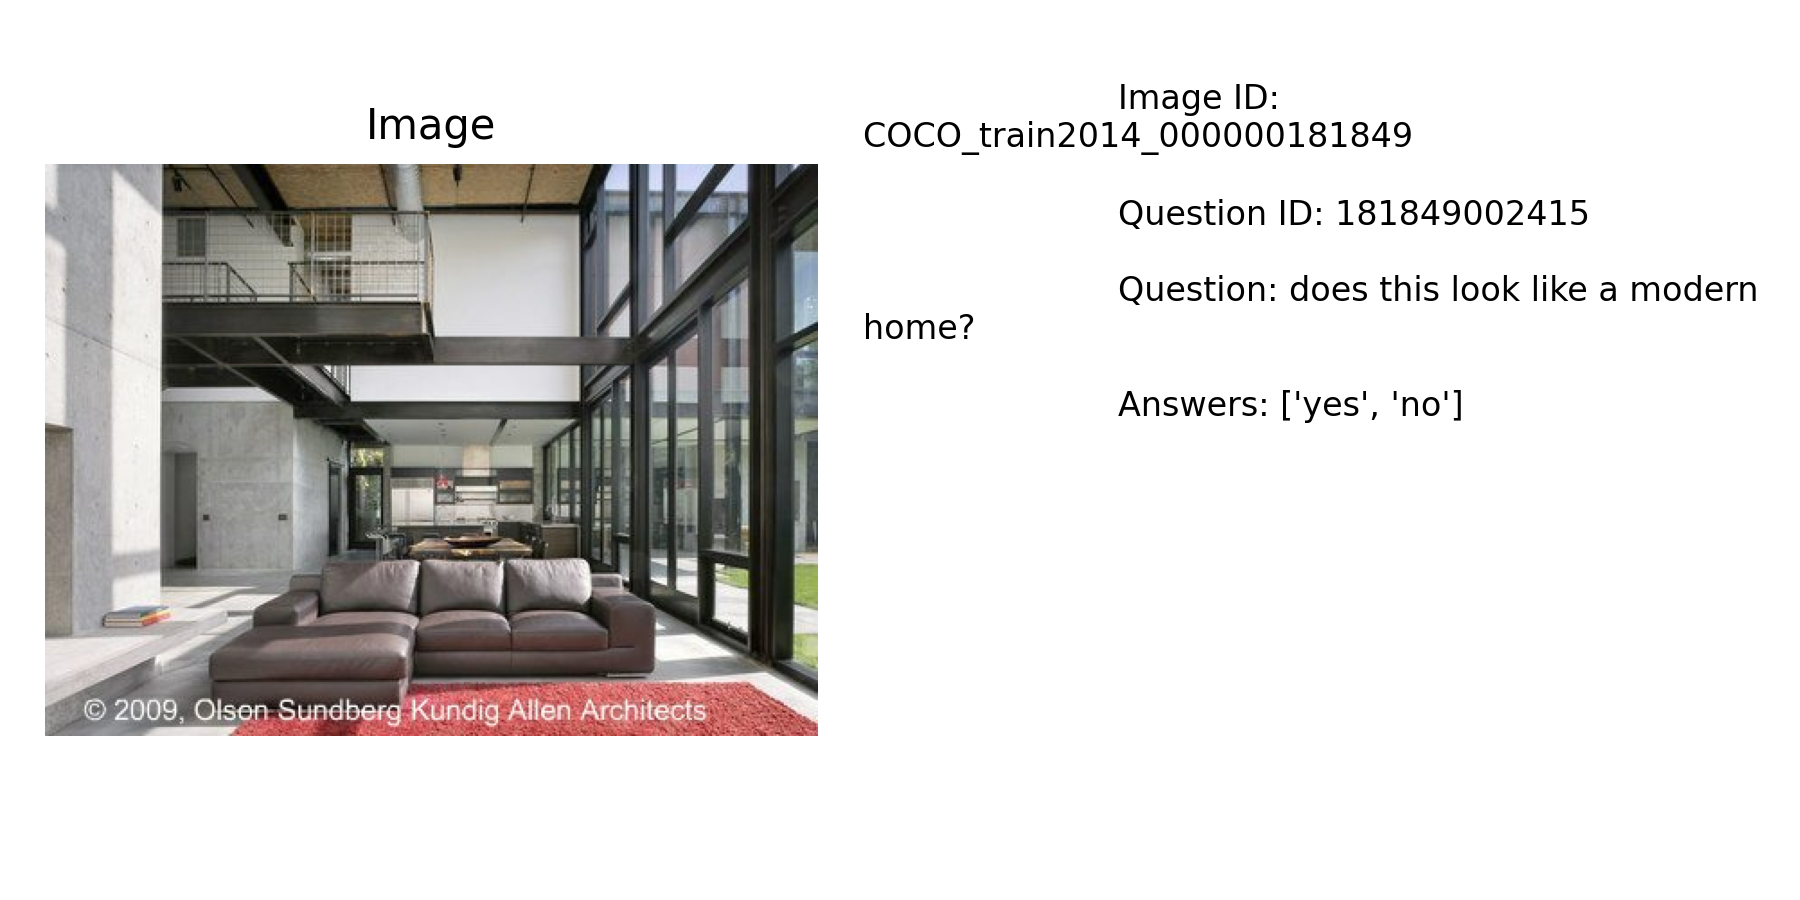 Image
© 2009, Olson Sundberg Kundig Allen Architects
Image ID:
COCO_train2014_000000181849
Question ID: 181849002415
Question: does this look like a modern
home?
Answers: ['yes', 'no']